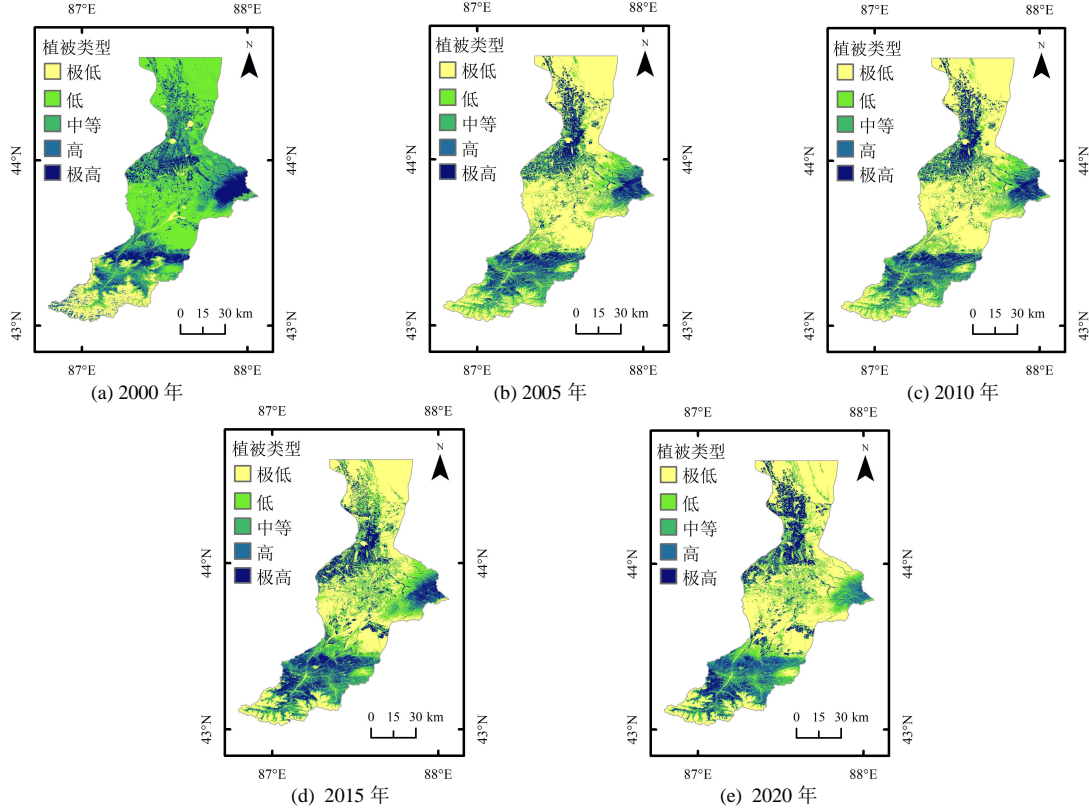 87°E 88°E
植被类型
极低
低
中等
高
极高
N
44°N
43°N
0 15 30 km
44°N
43°N
87°E 88°E
(a) 2000 年
87°E 88°E
植被类型
极低
低
中等
高
极高
N
44°N
43°N
0 15 30 km
44°N
43°N
87°E 88°E
(b) 2005 年
87°E 88°E
植被类型
极低
低
中等
高
极高
N
44°N
43°N
0 15 30 km
44°N
43°N
87°E 88°E
(c) 2010 年
87°E 88°E
植被类型
极低
低
中等
高
极高
N
44°N
43°N
0 15 30 km
44°N
43°N
87°E 88°E
(d) 2015 年
87°E 88°E
植被类型
极低
低
中等
高
极高
N
44°N
43°N
0 15 30 km
44°N
43°N
87°E 88°E
(e) 2020 年